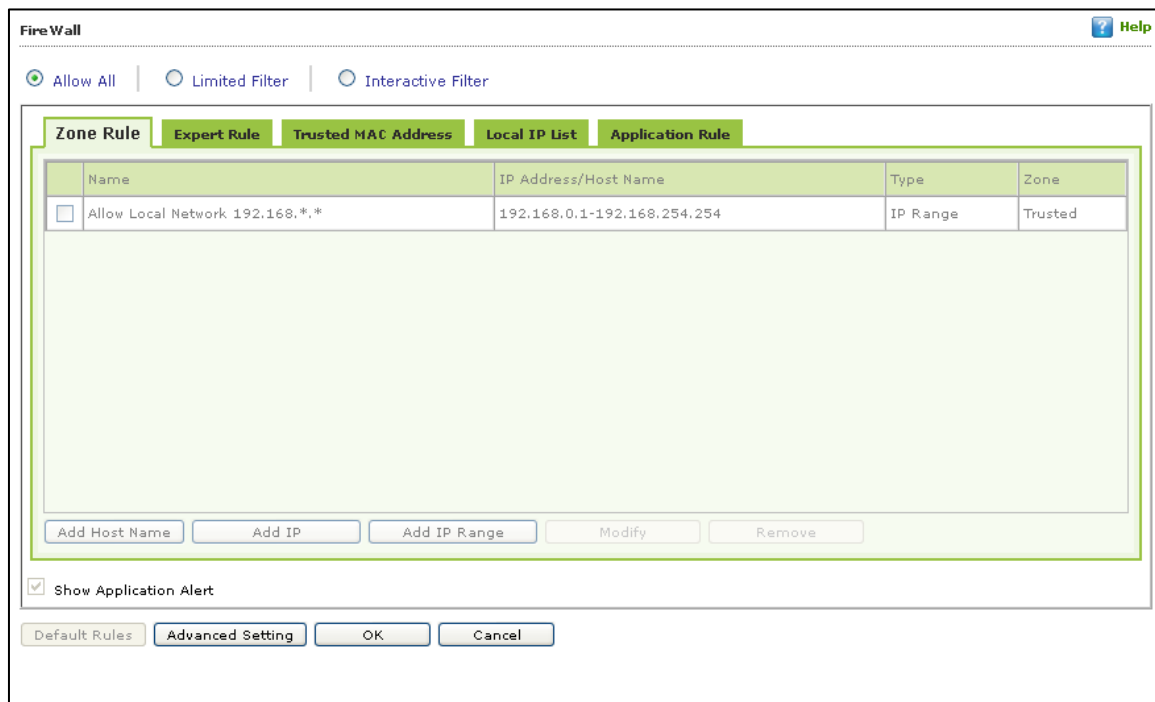 FireWall
? Help
Allow All Limited Filter Interactive Filter
Zone Rule Expert Rule Trusted MAC Address Local IP List Application Rule
Name IP Address/Host Name Type Zone
Allow Local Network 192.168.*.* 192.168.0.1-192.168.254.254 IP Range Trusted
Add Host Name Add IP Add IP Range Modify Remove
Show Application Alert
Default Rules Advanced Setting OK Cancel